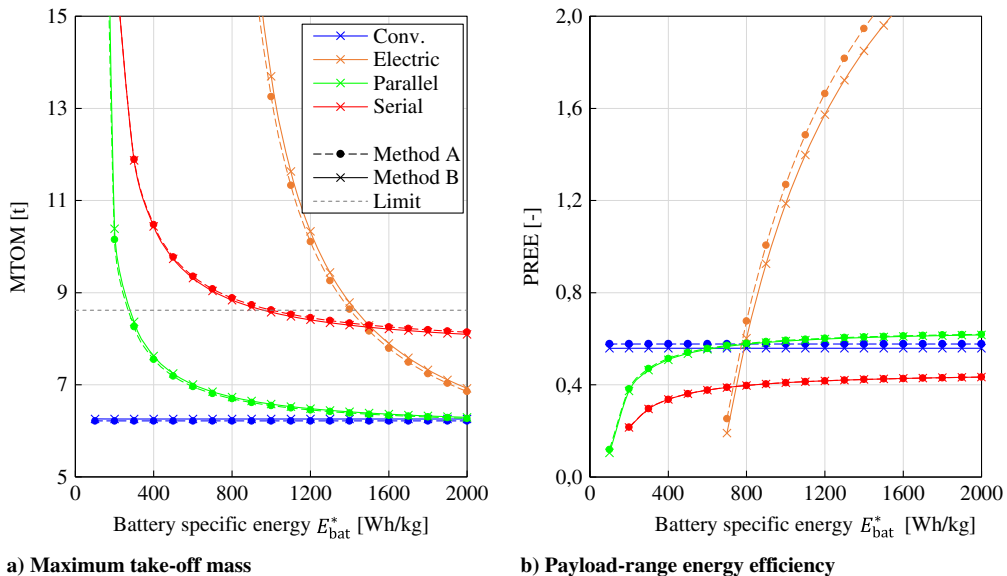 15
13
11
9
7
5
MTOM [t]
Conv.
Electric
Parallel
Serial
Method A
Method B
Limit
0 400 800 1200 1600 2000
Battery specific energy E*bat [Wh/kg]
a) Maximum take-off mass
2,0
1,6
1,2
0,8
0,4
0,0
PREE [-]
0 400 800 1200 1600 2000
Battery specific energy E*bat [Wh/kg]
b) Payload-range energy efficiency